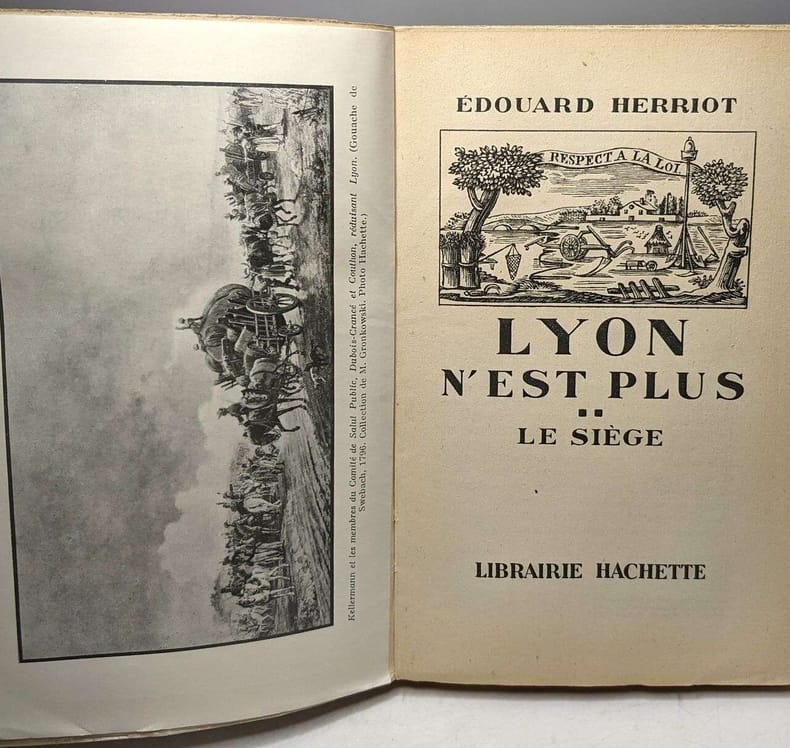 Kellermann et les membres du Comité de Salut Public, Dubois-Crancé et Couthon, réduisant Lyon. (Gouache de
Swebach, 1796. Collection de M. Gronkowski. Photo Hachette.)
ÉDOUARD HERRIOT
RESPECT A LA LOI
LYON
N'EST PLUS
LE SIÈGE
LIBRAIRIE HACHETTE